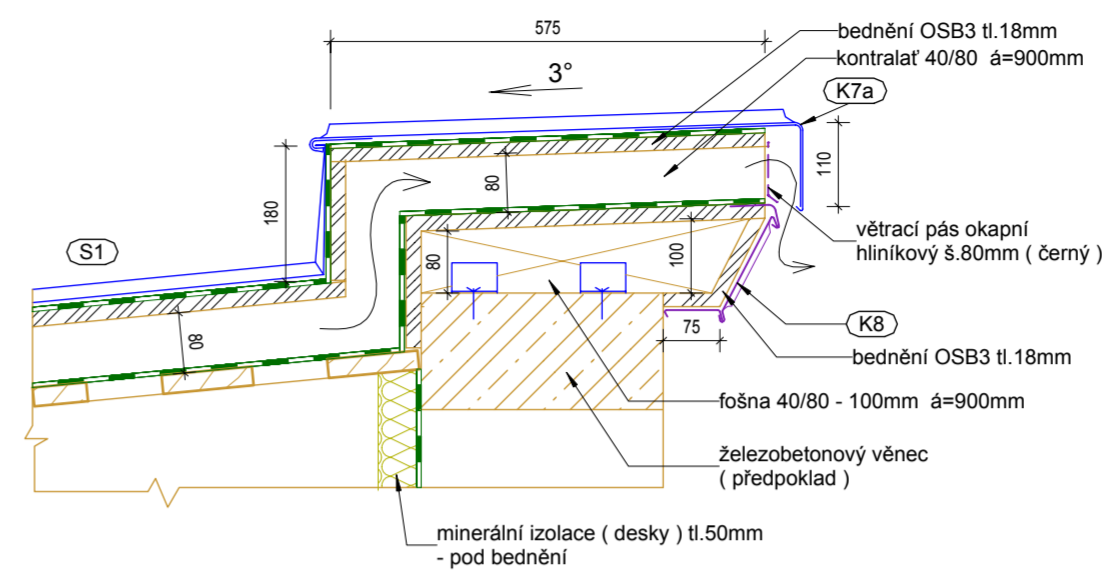 575
bednění OSB3 tl.18mm
kontralať 40/80 á=900mm
3°
K7a
110
180
80
větrací pás okapní
hliníkový š.80mm ( černý )
S1
80
100
80
75
K8
bednění OSB3 tl.18mm
fošna 40/80 - 100mm á=900mm
železobetonový věnec
( předpoklad )
minerální izolace ( desky ) tl.50mm
- pod bednění